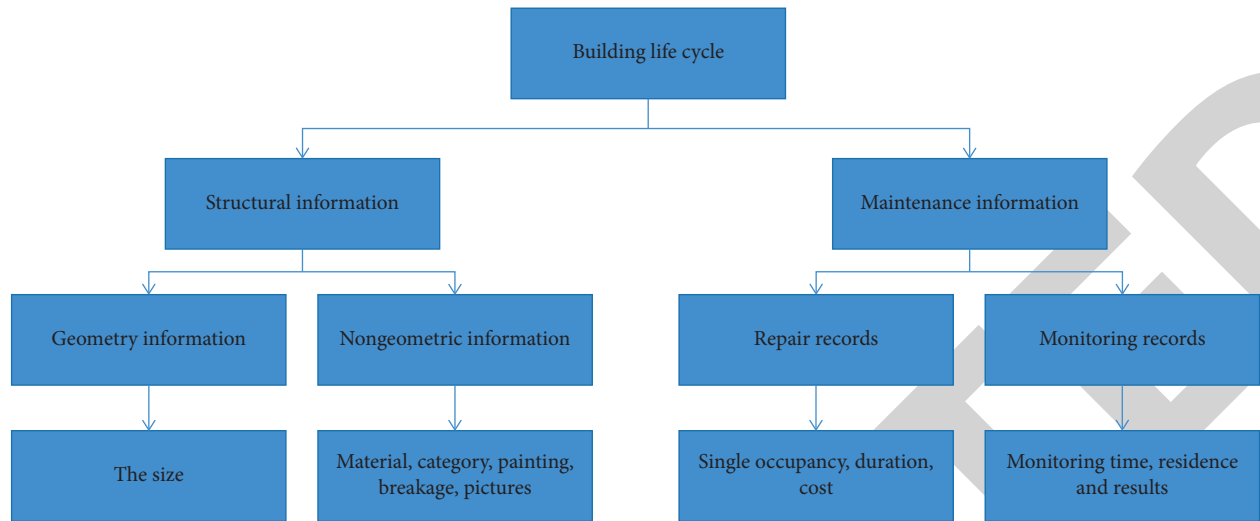 Building life cycle
Structural information
Maintenance information
Geometry information
Nongeometric information
Repair records
Monitoring records
The size
Material, category, painting,
breakage, pictures
Single occupancy, duration,
cost
Monitoring time, residence
and results